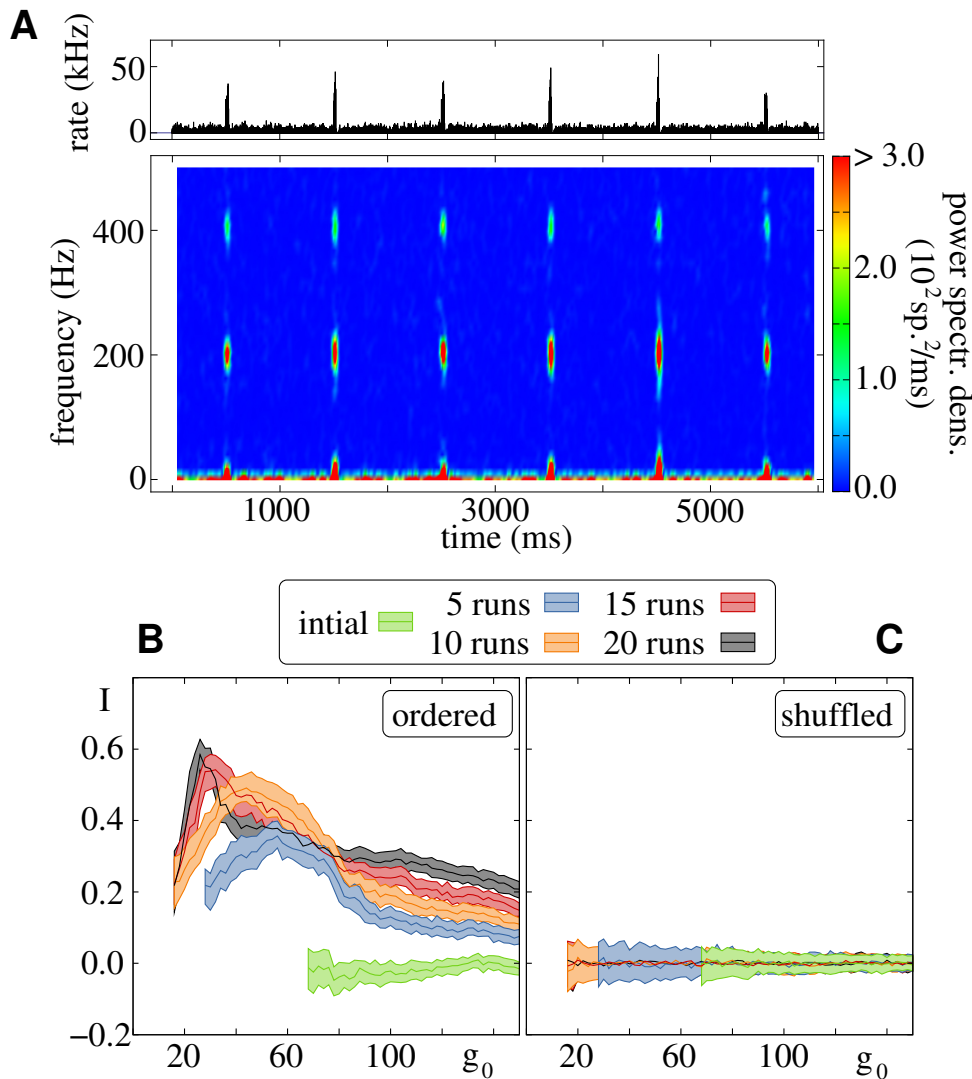 A
rate (kHz)
50
0
frequency (Hz)
400
200
0
1000
3000
5000
time (ms)
> 3.0
2.0
1.0
0.0
power spectr. dens.
(10² sp.²/ms)
intial
5 runs
15 runs
10 runs
20 runs
B
C
I
ordered
shuffled
0.6
0.4
0.2
0.0
−0.2
20
60
100
g₀
20
60
100
g₀